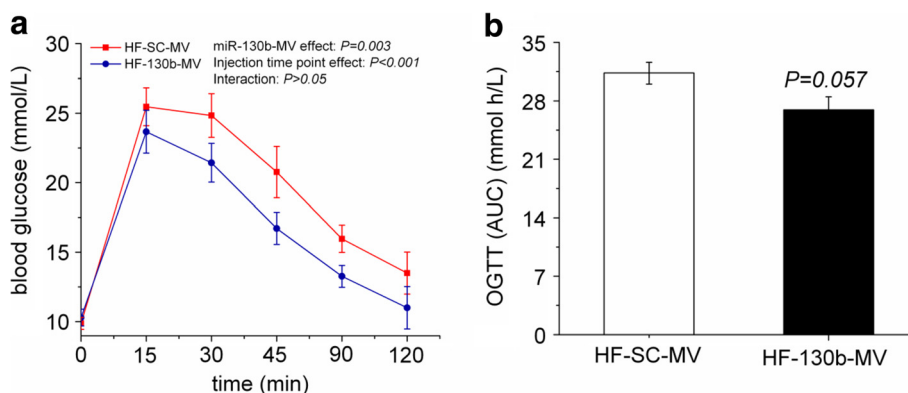 a
HF-SC-MV
HF-130b-MV
miR-130b-MV effect: P=0.003
Injection time point effect: P<0.001
Interaction: P>0.05
blood glucose (mmol/L)
30
25
20
15
10
0 15 30 45 90 120
time (min)
b
OGTT (AUC) (mmol h/L)
35
28
21
14
7
0
P=0.057
HF-SC-MV HF-130b-MV